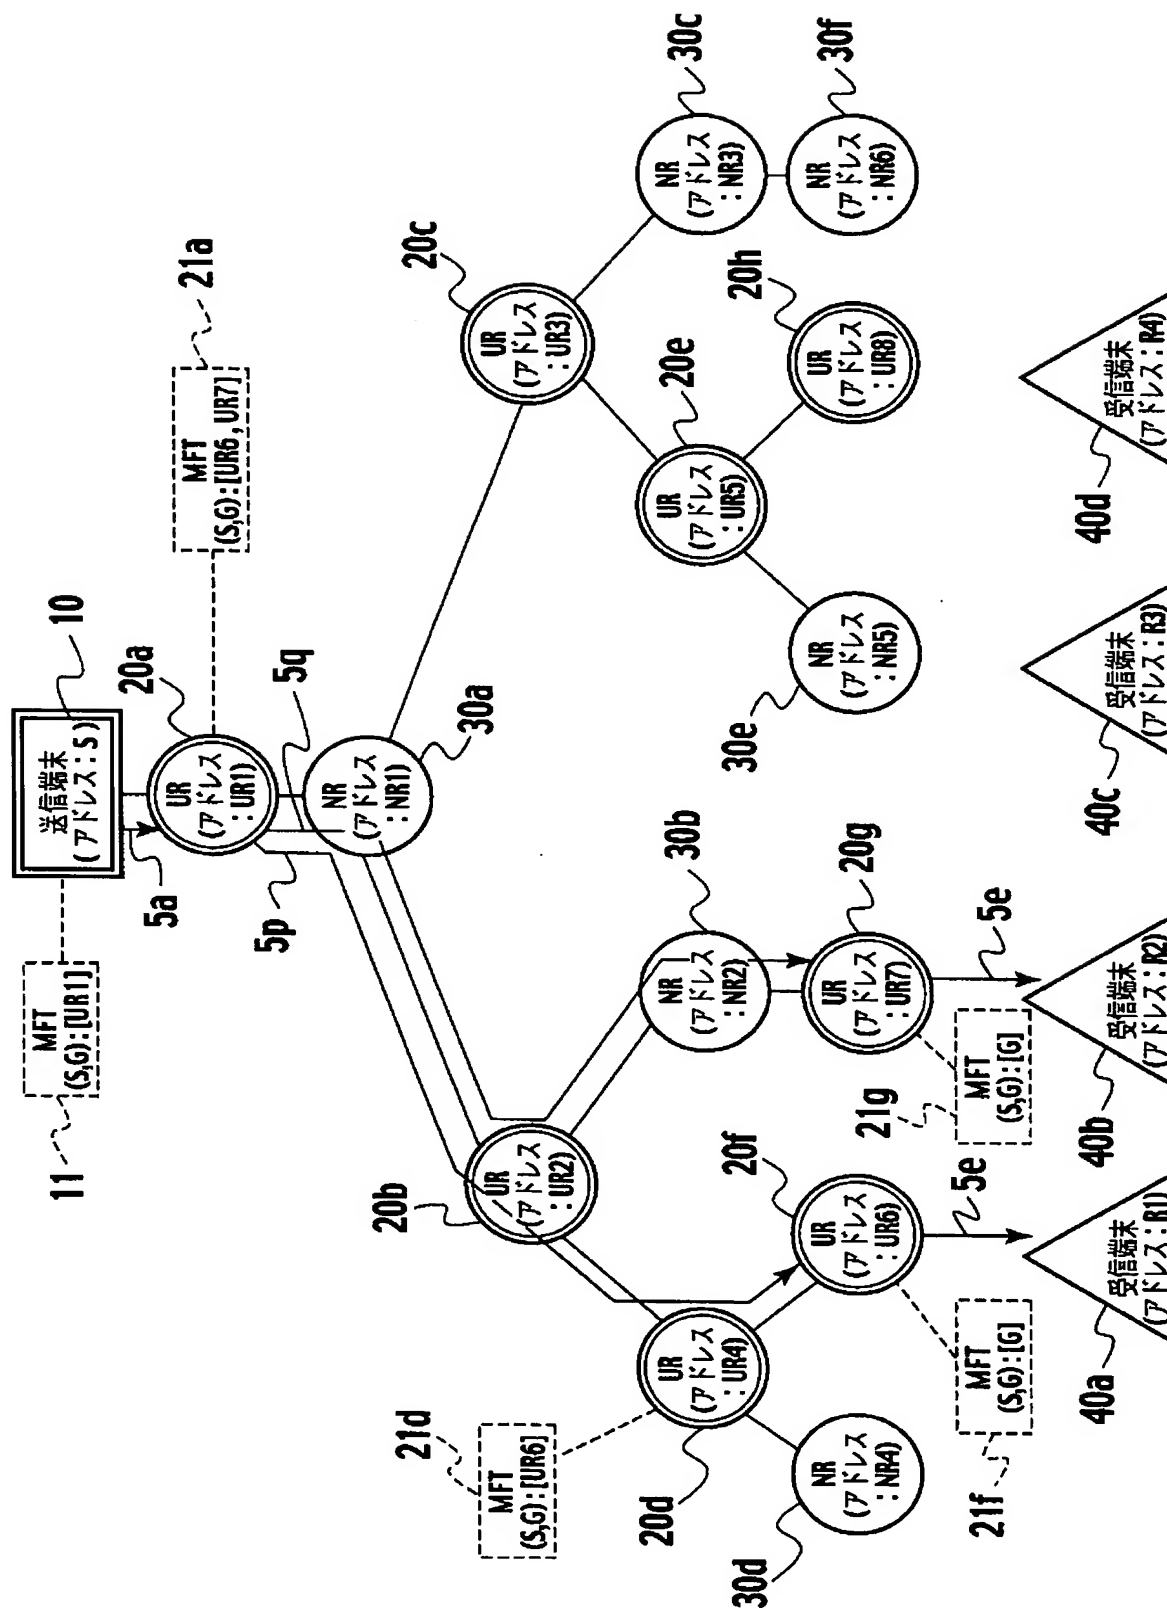 11
MFT
(S,G):[UR1]
送信端末
(アドレス:S)
10
5a
UR
(アドレス
:UR1)
20a
MFT
(S,G):[UR6,UR7]
21a
5p
5q
NR
(アドレス
:NR1)
30a
20b
UR
(アドレス
:UR2)
UR
(アドレス
:UR3)
20c
21d
MFT
(S,G):[UR6]
UR
(アドレス
:UR4)
20d
NR
(アドレス
:NR2)
30b
UR
(アドレス
:UR5)
20e
NR
(アドレス
:NR3)
30c
30d
NR
(アドレス
:NR4)
UR
(アドレス
:UR6)
20f
UR
(アドレス
:UR7)
20g
30e
NR
(アドレス
:NR5)
UR
(アドレス
:UR8)
20h
NR
(アドレス
:NR6)
30f
21f
MFT
(S,G):[G]
5e
21g
MFT
(S,G):[G]
5e
40a
受信端末
(アドレス:R1)
40b
受信端末
(アドレス:R2)
40c
受信端末
(アドレス:R3)
40d
受信端末
(アドレス:R4)